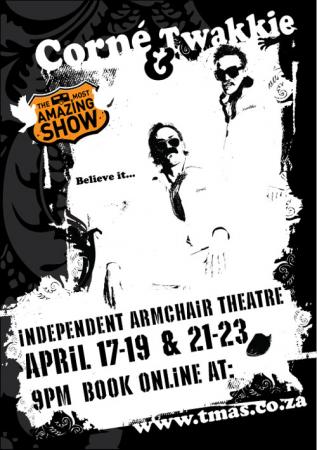 Corné & Twakkie
THE MOST
AMAZING
SHOW
Believe it...
INDEPENDENT ARMCHAIR THEATRE
APRIL 17-19 & 21-23
9PM BOOK ONLINE AT:
www.tmas.co.za